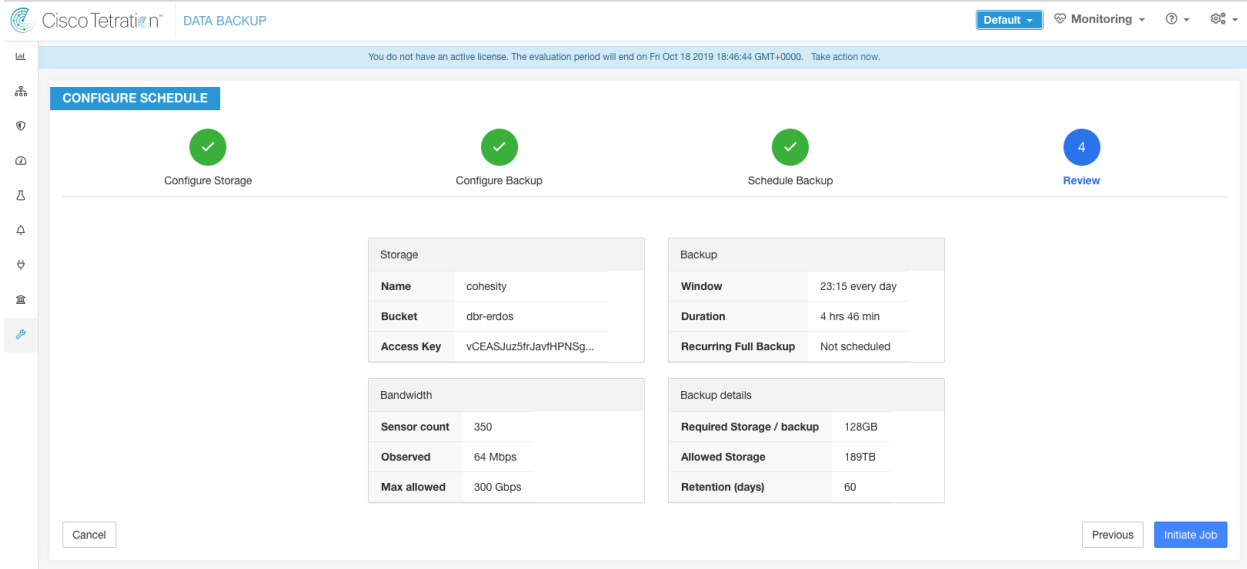 Cisco Tetration™ DATA BACKUP Default Monitoring
You do not have an active license. The evaluation period will end on Fri Oct 18 2019 18:46:44 GMT+0000. Take action now.
CONFIGURE SCHEDULE
4
Configure Storage Configure Backup Schedule Backup Review
Storage
Name cohesity
Bucket dbr-erdos
Access Key vCEASJuz5frJavfHPNSg...
Backup
Window 23:15 every day
Duration 4 hrs 46 min
Recurring Full Backup Not scheduled
Bandwidth
Sensor count 350
Observed 64 Mbps
Max allowed 300 Gbps
Backup details
Required Storage / backup 128GB
Allowed Storage 189TB
Retention (days) 60
Cancel Previous Initiate Job